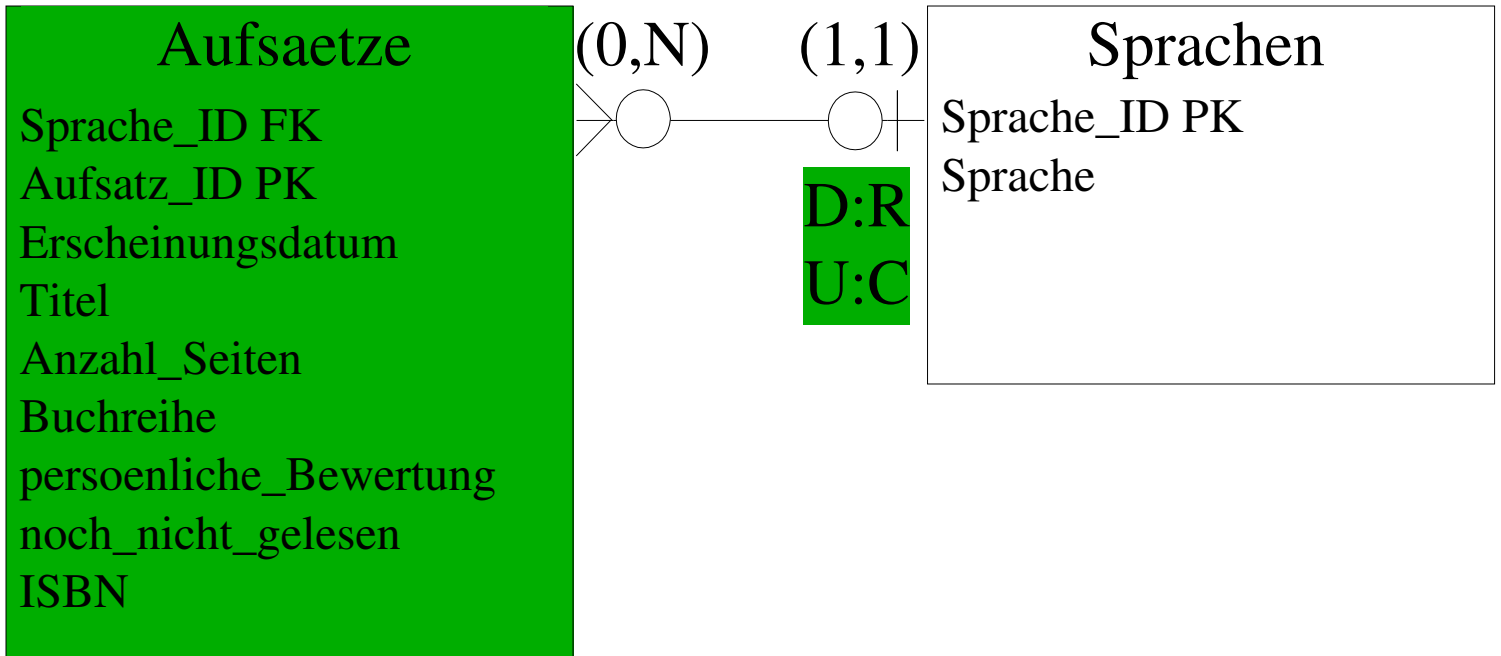 Aufsaetze
Sprache_ID FK
Aufsatz_ID PK
Erscheinungsdatum
Titel
Anzahl_Seiten
Buchreihe
persoenliche_Bewertung
noch_nicht_gelesen
ISBN
(0,N)
(1,1)
D:R
U:C
Sprachen
Sprache_ID PK
Sprache